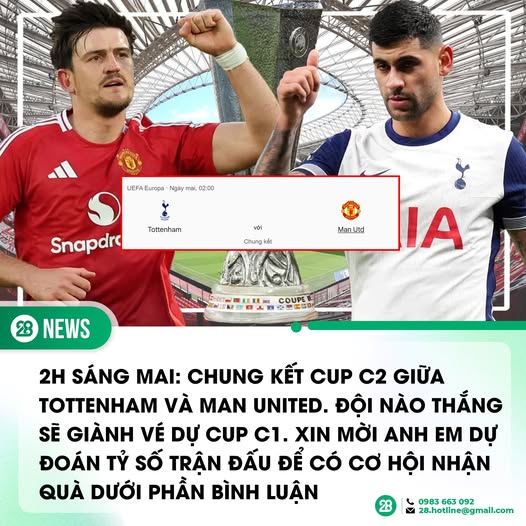 Snapdrag
AIA
UEFA Europa · Ngày mai, 02:00
Tottenham
với
Man Utd
Chung kết
COUPE U
28 NEWS
2H SÁNG MAI: CHUNG KẾT CUP C2 GIỮA
TOTTENHAM VÀ MAN UNITED. ĐỘI NÀO THẮNG
SẼ GIÀNH VÉ DỰ CUP C1. XIN MỜI ANH EM DỰ
ĐOÁN TỶ SỐ TRẬN ĐẤU ĐỂ CÓ CƠ HỘI NHẬN
QUÀ DƯỚI PHẦN BÌNH LUẬN
28
0983 663 092
28.hotline@gmail.com